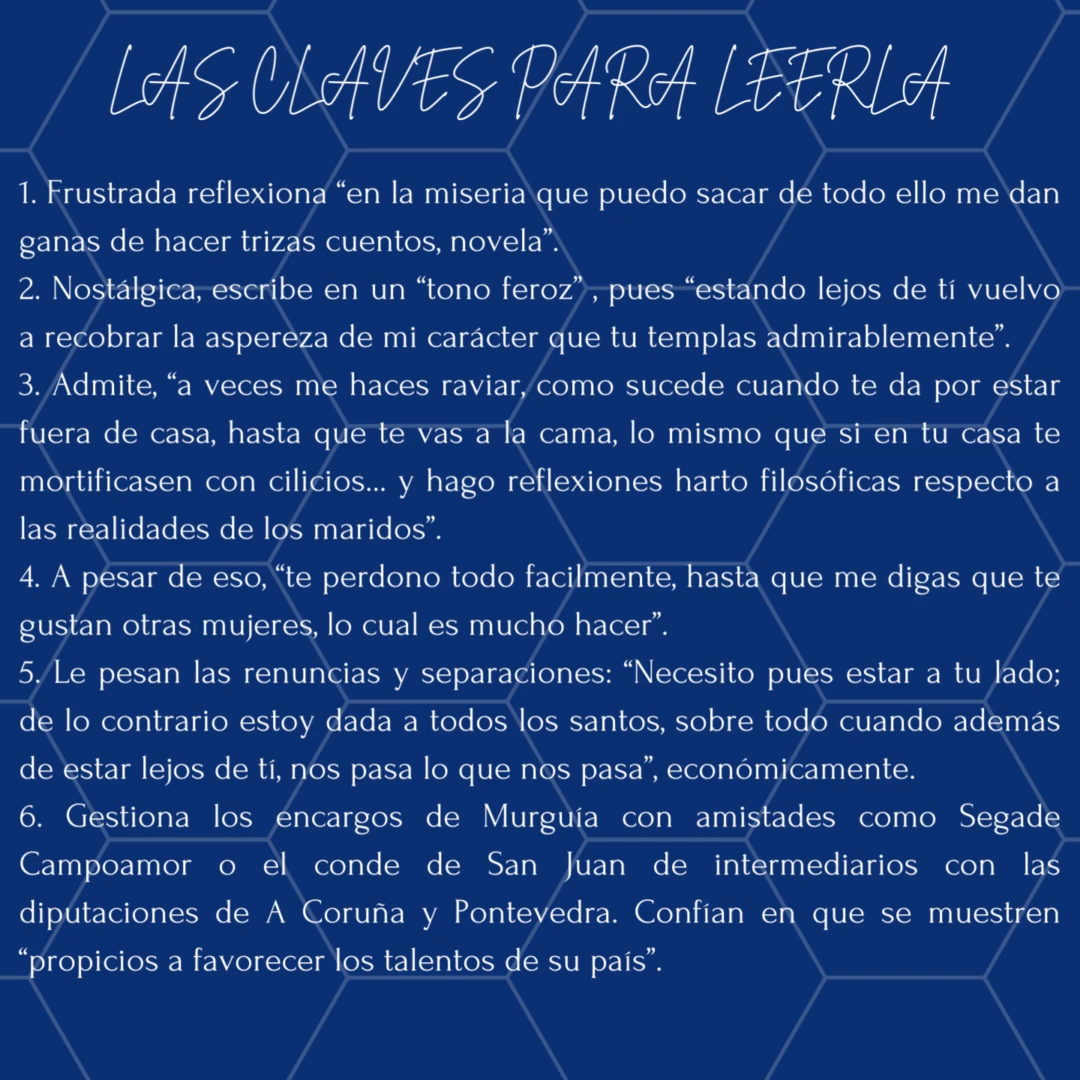 LAS CLAVES PARA LEERLA
1. Frustrada reflexiona “en la miseria que puedo sacar de todo ello me dan
ganas de hacer trizas cuentos, novela”.
2. Nostálgica, escribe en un “tono feroz” , pues “estando lejos de tí vuelvo
a recobrar la aspereza de mi carácter que tu templas admirablemente”.
3. Admite, “a veces me haces raviar, como sucede cuando te da por estar
fuera de casa, hasta que te vas a la cama, lo mismo que si en tu casa te
mortificasen con cilicios... y hago reflexiones harto filosóficas respecto a
las realidades de los maridos”.
4. A pesar de eso, “te perdono todo facilmente, hasta que me digas que te
gustan otras mujeres, lo cual es mucho hacer”.
5. Le pesan las renuncias y separaciones: “Necesito pues estar a tu lado;
de lo contrario estoy dada a todos los santos, sobre todo cuando además
de estar lejos de tí, nos pasa lo que nos pasa”, económicamente.
6. Gestiona los encargos de Murguía con amistades como Segade
Campoamor o el conde de San Juan de intermediarios con las
diputaciones de A Coruña y Pontevedra. Confían en que se muestren
“propicios a favorecer los talentos de su país”.